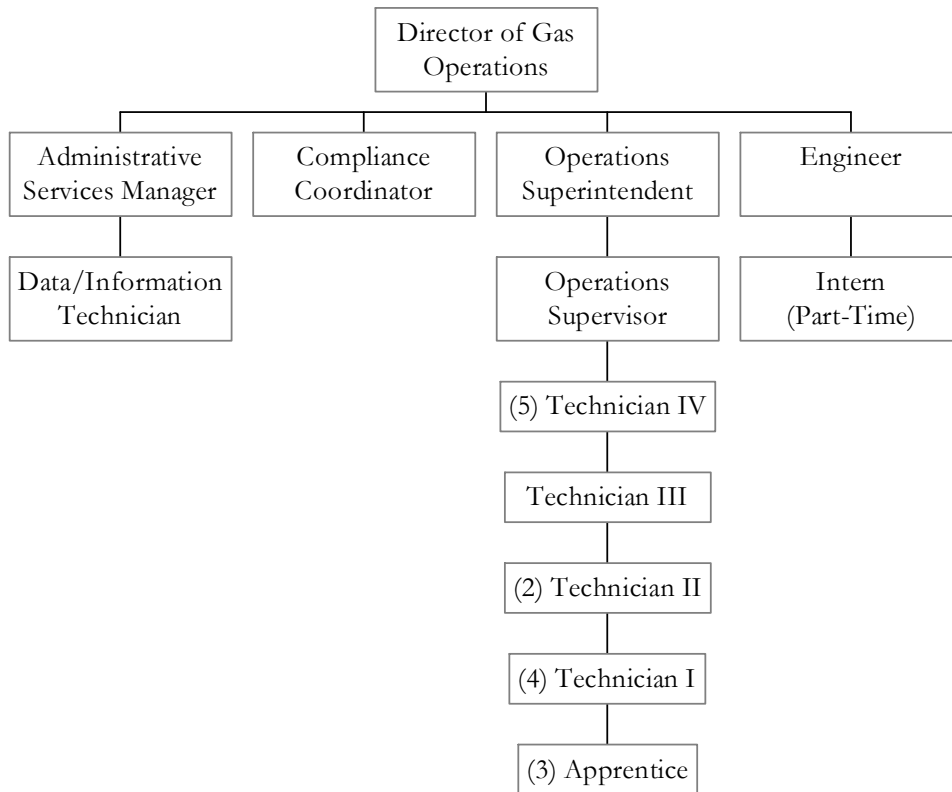 Director of Gas
Operations
Administrative
Services Manager
Compliance
Coordinator
Operations
Superintendent
Engineer
Data/Information
Technician
Operations
Supervisor
Intern
(Part-Time)
(5) Technician IV
Technician III
(2) Technician II
(4) Technician I
(3) Apprentice